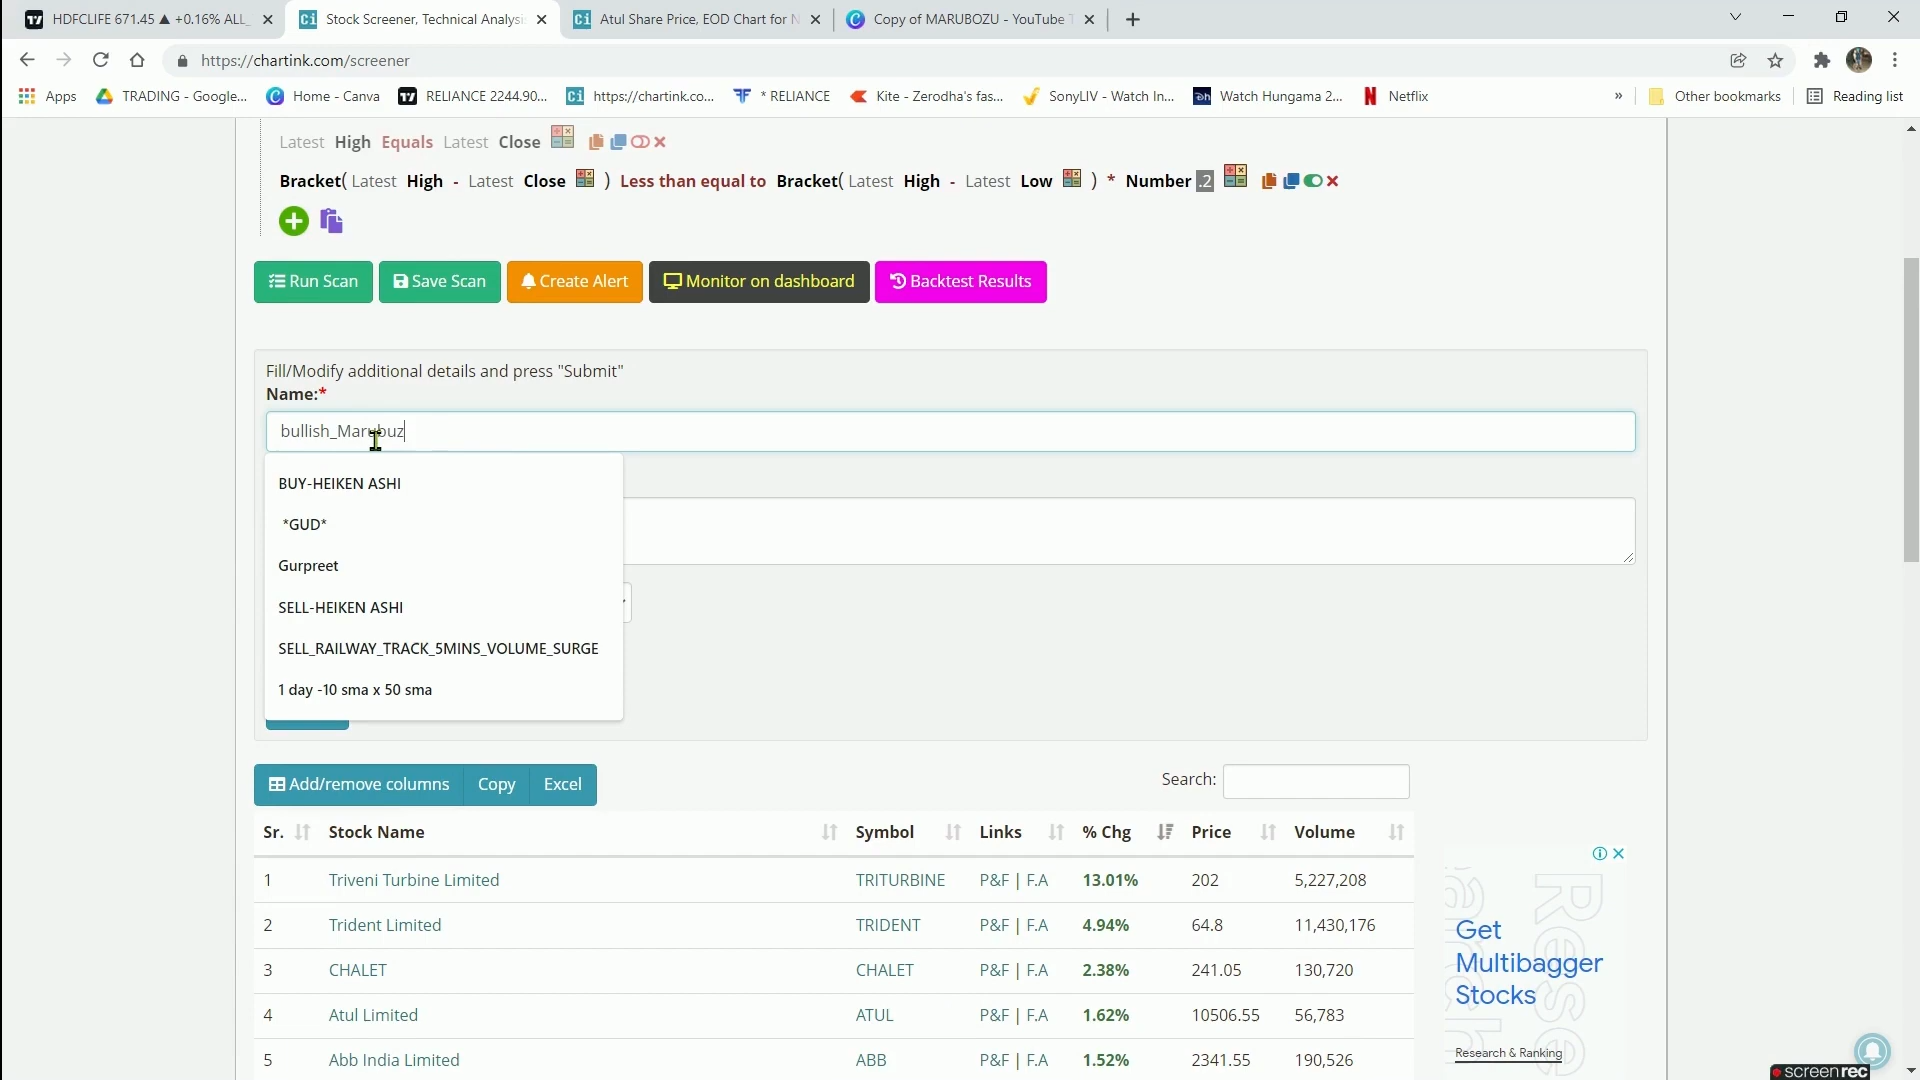 HDFCLIFE 671.45 ▲ +0.16% ALL_
Stock Screener, Technical Analysis
Atul Share Price, EOD Chart for N
Copy of MARUBOZU - YouTube T
https://chartink.com/screener
Apps
TRADING - Google...
Home - Canva
RELIANCE 2244.90...
https://chartink.co...
* RELIANCE
Kite - Zerodha's fas...
SonyLIV - Watch In...
Watch Hungama 2...
Netflix
»
Other bookmarks
Reading list
Latest High Equals Latest Close
Bracket( Latest High - Latest Close ) Less than equal to Bracket( Latest High - Latest Low ) * Number .2
Run Scan
Save Scan
Create Alert
Monitor on dashboard
Backtest Results
Fill/Modify additional details and press "Submit"
Name:*
bullish_Marubuz
BUY-HEIKEN ASHI
*GUD*
Gurpreet
SELL-HEIKEN ASHI
SELL_RAILWAY_TRACK_5MINS_VOLUME_SURGE
1 day -10 sma x 50 sma
Add/remove columns
Copy
Excel
Search:
Sr. Stock Name Symbol Links % Chg Price Volume
1 Triveni Turbine Limited TRITURBINE P&F | F.A 13.01% 202 5,227,208
2 Trident Limited TRIDENT P&F | F.A 4.94% 64.8 11,430,176
3 CHALET CHALET P&F | F.A 2.38% 241.05 130,720
4 Atul Limited ATUL P&F | F.A 1.62% 10506.55 56,783
5 Abb India Limited ABB P&F | F.A 1.52% 2341.55 190,526
Get
Multibagger
Stocks
Research & Ranking
screenrec